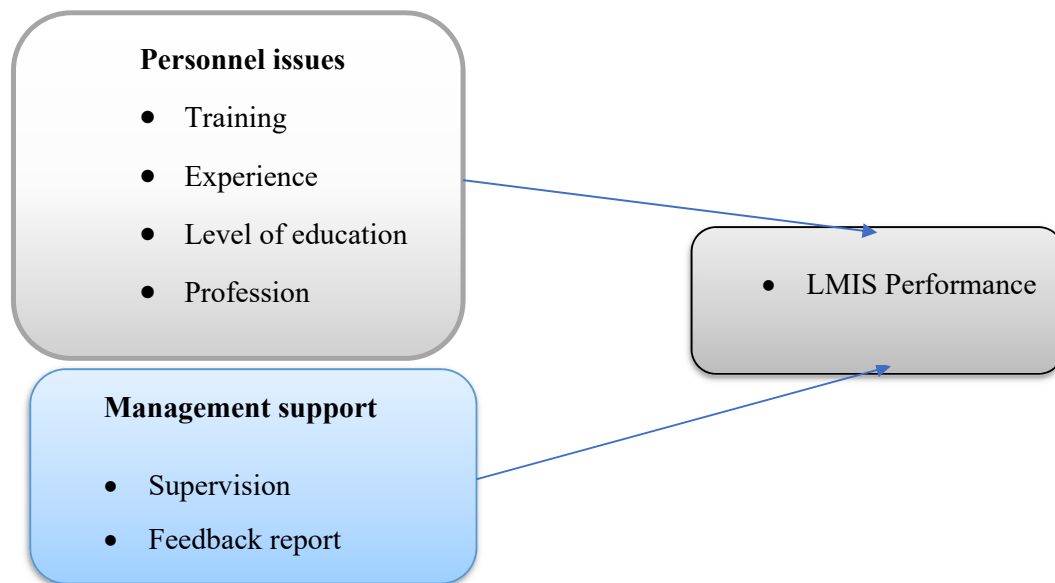 Personnel issues
• Training
• Experience
• Level of education
• Profession
• LMIS Performance
Management support
• Supervision
• Feedback report